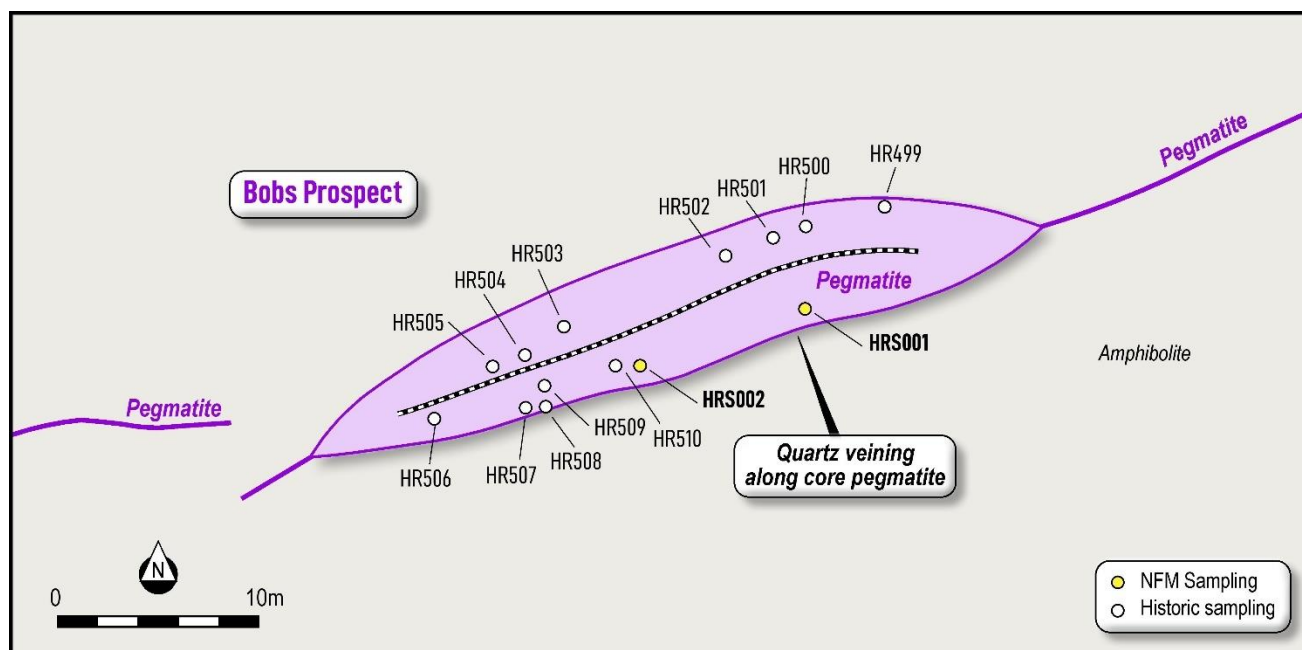 Pegmatite
HR499
HR500
Bobs Prospect
HR501
HR502
HR503
HR504
Pegmatite
HR505
HRS001
Amphibolite
HRS002
Pegmatite
HR509
HR510
HR508
HR507
HR506
Quartz veining
along core pegmatite
N
0 10m
NFM Sampling
Historic sampling